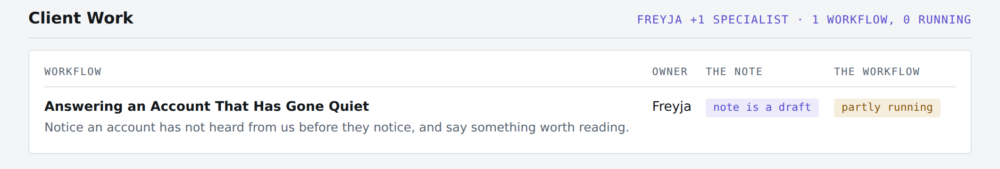 Client Work
FREYJA +1 SPECIALIST · 1 WORKFLOW, 0 RUNNING
WORKFLOW OWNER THE NOTE THE WORKFLOW
Answering an Account That Has Gone Quiet Freyja note is a draft partly running
Notice an account has not heard from us before they notice, and say something worth reading.